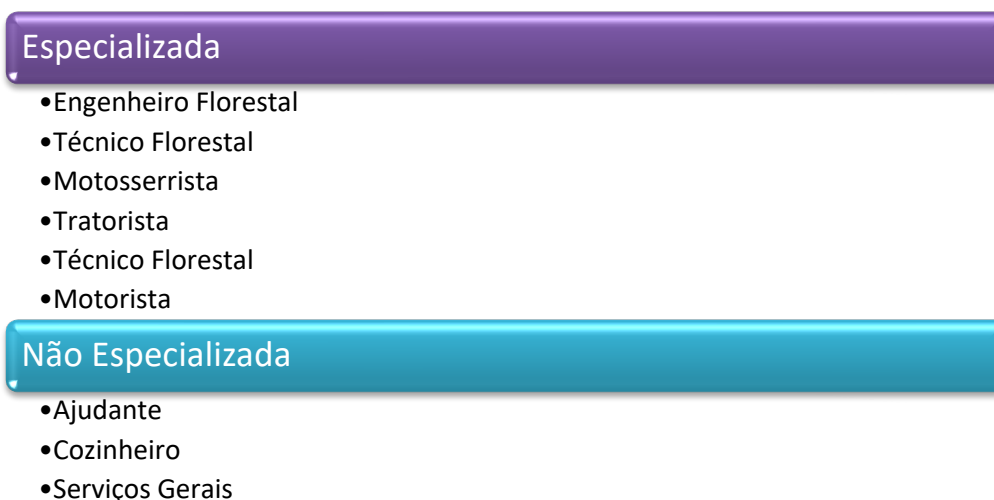 Especializada
•Engenheiro Florestal
•Técnico Florestal
•Motosserrista
•Tratorista
•Técnico Florestal
•Motorista
Não Especializada
•Ajudante
•Cozinheiro
•Serviços Gerais